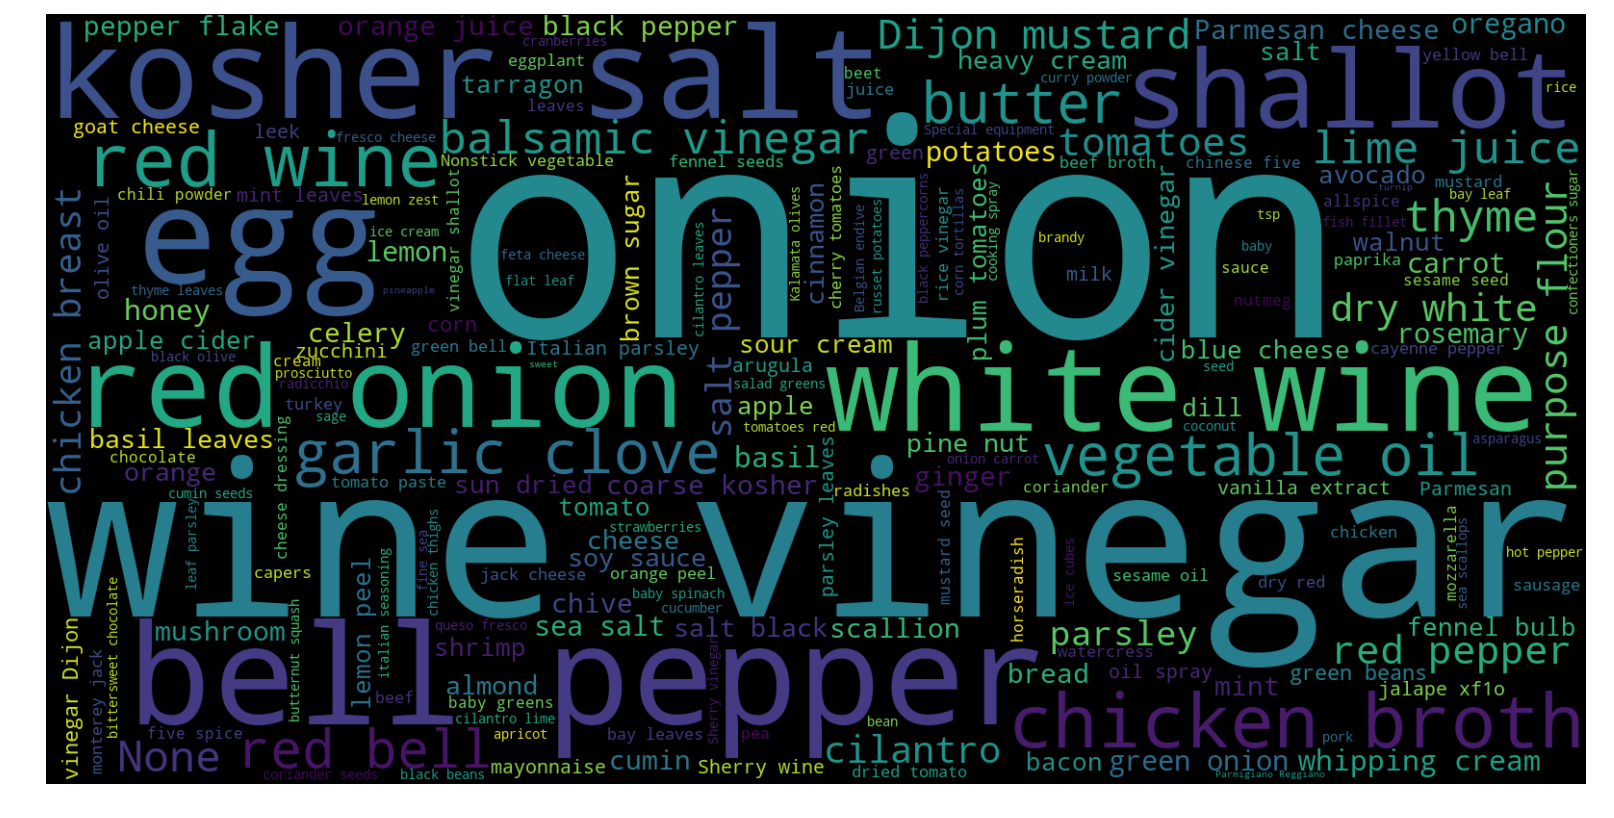 pepper flake
orange juice
black pepper
cranberries
Dijon mustard
Parmesan cheese
oregano
kosher salt
eggplant
tarragon
leaves
beet
juice
heavy cream
curry powder
butter
salt
yellow bell
shallot
rice
goat cheese
leek
fresco cheese
balsamic vinegar
Special equipment
green
potatoes
tomatoes
beef broth
chinese five
lime juice
red wine
Nonstick vegetable
fennel seeds
avocado
mustard
turnip
bay leaf
chili powder
mint leaves
lemon zest
allspice
fish fillet
thyme
egg
onion
ice cream
lemon
vinegar shallot
feta cheese
flat leaf
brown sugar
cilantro leaves
salt pepper
Kalamata olives
cinnamon
cherry tomatoes
Belgian endive
russet potatoes
black peppercorns
rice vinegar
corn tortillas
plum tomatoes
cooking spray
brandy
milk
cider vinegar
tsp
baby
sauce
nutmeg
walnut
paprika
carrot
sesame seed
purpose flour
confectioners sugar
chicken breast
olive oil
thyme leaves
pineapple
honey
dry white
rosemary
apple cider
celery
corn
zucchini
green bell
Italian parsley
sour cream
blue cheese
cayenne pepper
seed
black olive
cream
prosciutto
radicchio
sweet
arugula
salad greens
red onion
white wine
turkey
sage
apple
tomatoes red
dill
coconut
basil leaves
chocolate
orange
garlic clove
basil
pine nut
vegetable oil
asparagus
onion carrot
ginger
cumin seeds
cheese dressing
tomato paste
sun dried
coarse kosher
parsley leaves
radishes
coriander
vanilla extract
Parmesan
tomato
strawberries
wine vinegar
leaf parsley
capers
lemon peel
italian seasoning
fine sea
chicken thighs
cheese
soy sauce
jack cheese
orange peel
baby spinach
cucumber
chive
mustard seed
horseradish
ice cubes
sesame oil
dry red
chicken
mozzarella
sea scallops
hot pepper
sausage
vinegar Dijon
monterey jack
bittersweet chocolate
mushroom
butternut squash
queso fresco
shrimp
sea salt
salt black
scallion
parsley
watercress
fennel bulb
red pepper
green beans
bell pepper
beef
almond
baby greens
cilantro lime
apricot
bay leaves
Sherry vinegar
pea
bean
bread
oil spray
mint
jalape xf1o
chicken broth
five spice
None
red bell
coriander seeds
black beans
mayonnaise
cumin
Sherry wine
cilantro
dried tomato
pork
bacon
green onion
whipping cream
Parmigiano Reggiano